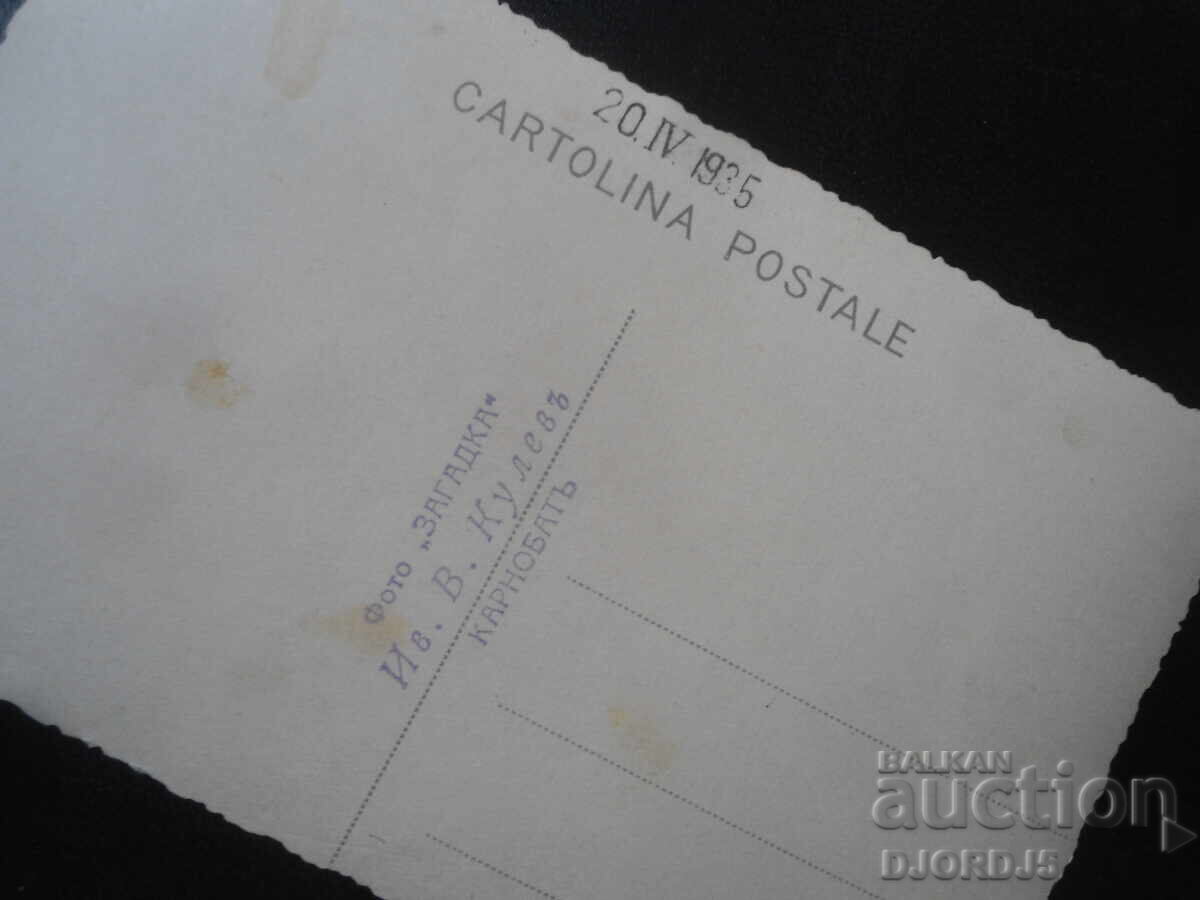 20.IV.1935
CARTOLINA POSTALE
Фото „ЗАГАДКА“
Ив. В. Кулевъ
КАРНОБАТЪ
BALKAN
auction
DJORDJ5